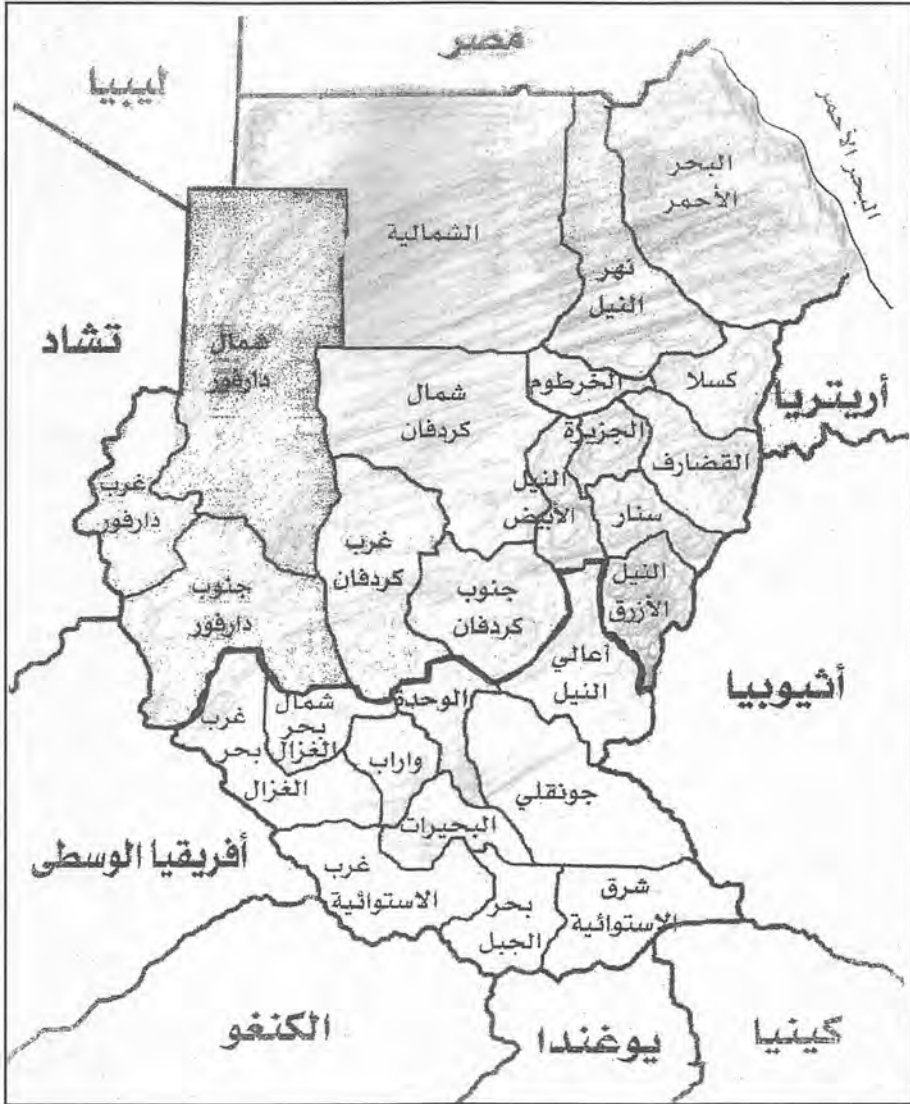 مصر
ليبيا
البحر الأحمر
البحر
الأحمر
الشمالية
نهر
النيل
تشاد
شمال
دارفور
الخرطوم
كسلا
أريتريا
شمال
كردفان
الجزيرة
القضارف
النيل
الأبيض
سنار
غرب
دارفور
غرب
كردفان
النيل
الأزرق
جنوب
دارفور
جنوب
كردفان
أعالي
النيل
أثيوبيا
الوحدة
شمال
بحر
الغزال
غرب
بحر
الغزال
واراب
جونقلي
البحيرات
أفريقيا الوسطى
غرب
الاستوائية
بحر
الجبل
شرق
الاستوائية
الكنغو
يوغندا
كينيا